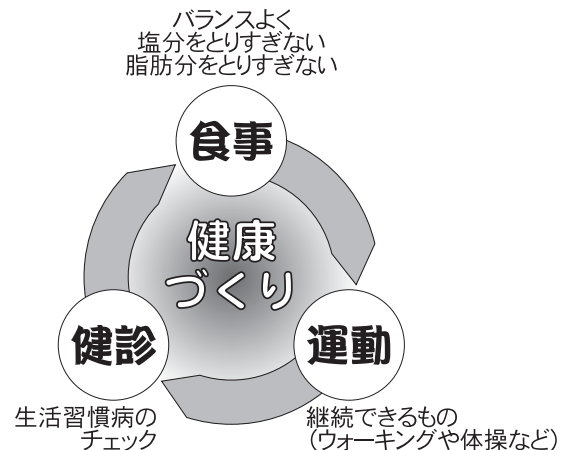 バランスよく
塩分をとりすぎない
脂肪分をとりすぎない
食事
健康
づくり
健診
運動
生活習慣病の
チェック
継続できるもの
（ウォーキングや体操など）